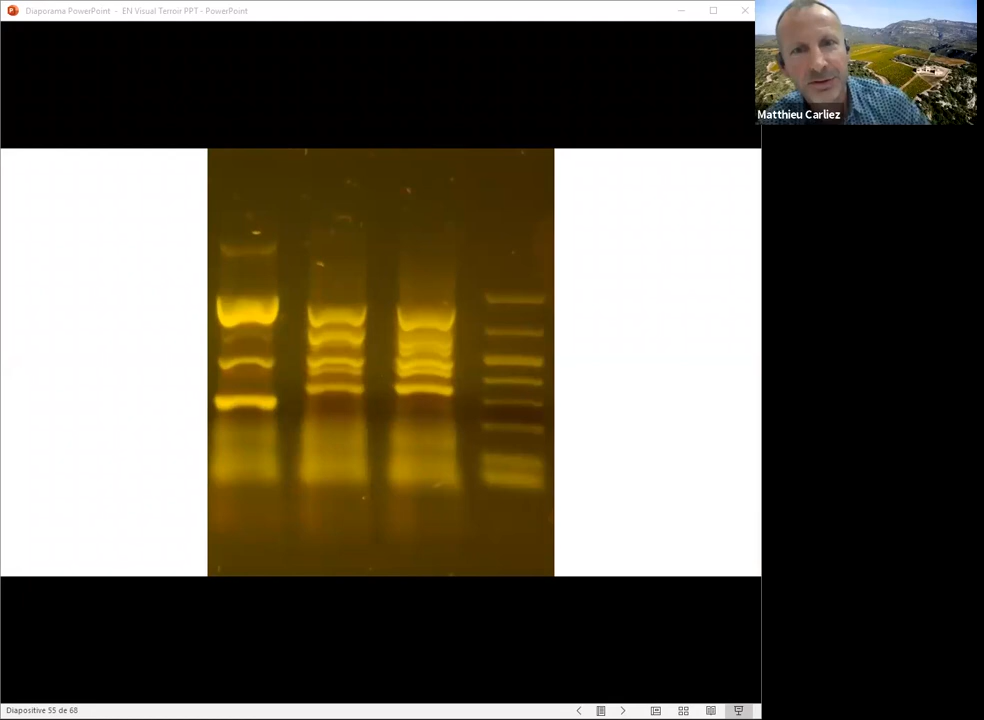 Diaporama PowerPoint - EN Visual Terroir PPT - PowerPoint
Matthieu Carliez
Diapositive 55 de 68